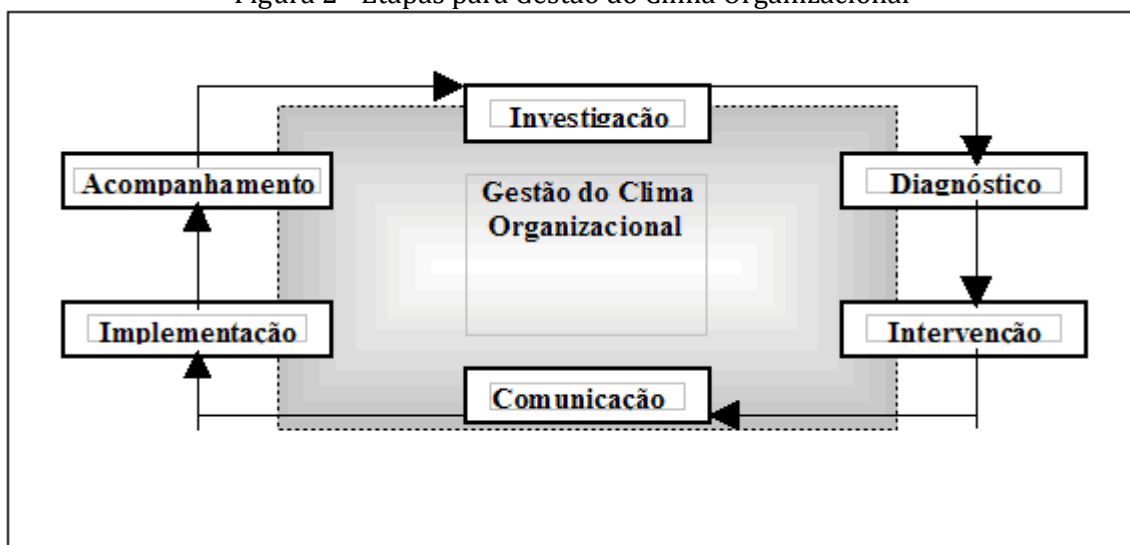 Figura 2 - Etapas para Gestão do Clima Organizacional
Investigação
Acompanhamento
Diagnóstico
Gestão do Clima
Organizacional
Implementação
Intervenção
Comunicação